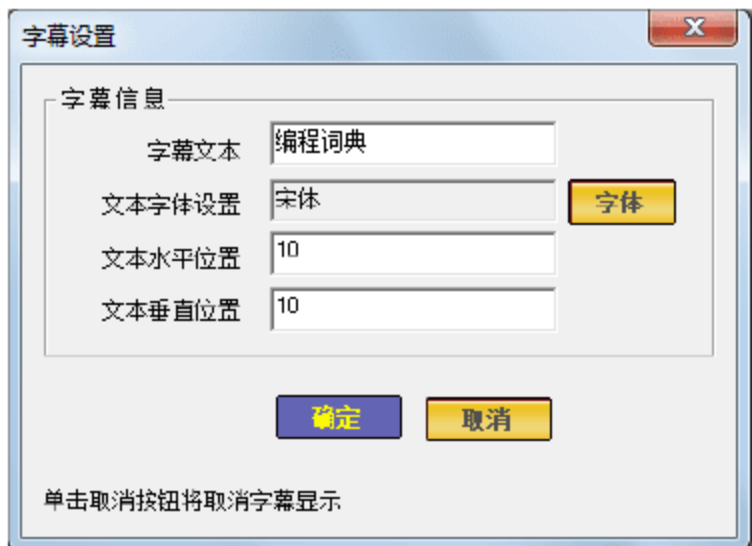 字幕设置
字幕信息
字幕文本 编程词典
文本字体设置 宋体 字体
文本水平位置 10
文本垂直位置 10
确定 取消
单击取消按钮将取消字幕显示